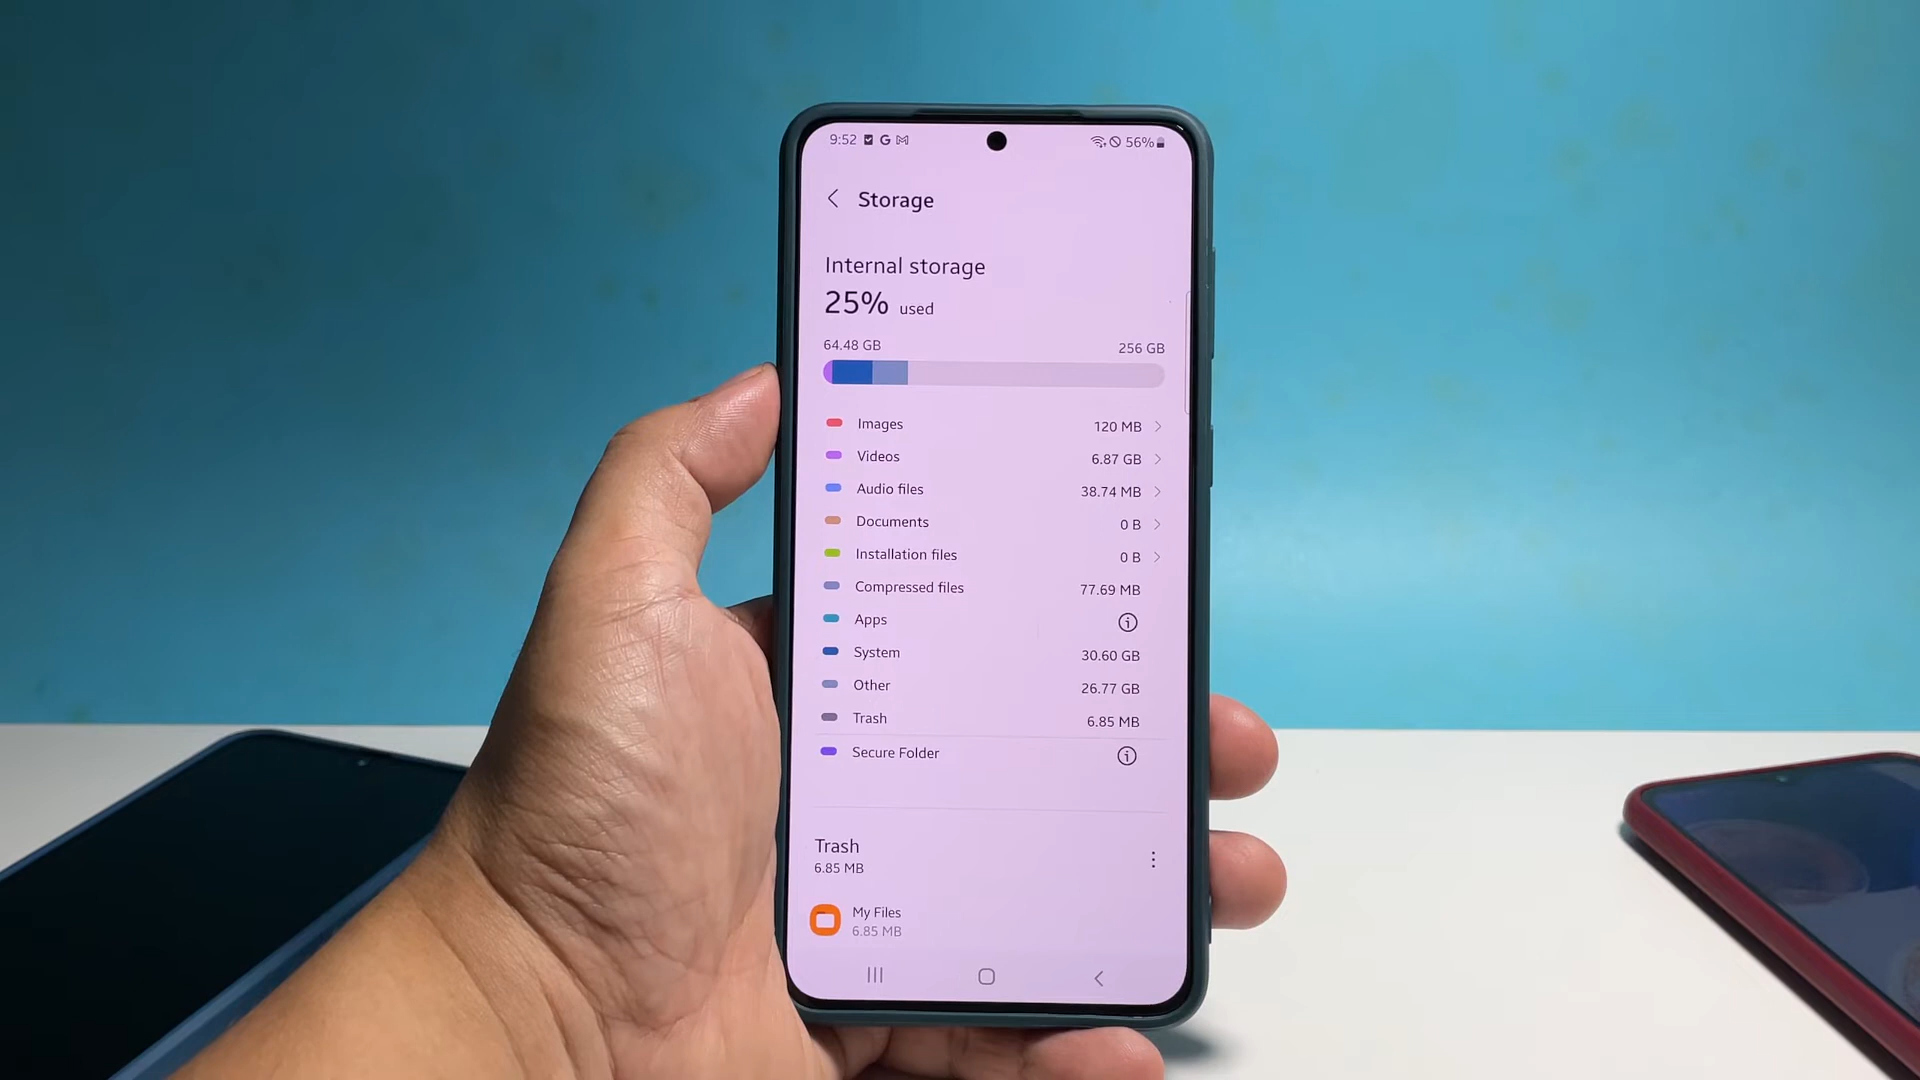 9:52 G M 56%
Storage
Internal storage
25% used
64.48 GB 256 GB
Images 120 MB
Videos 6.87 GB
Audio files 38.74 MB
Documents 0 B
Installation files 0 B
Compressed files 77.69 MB
Apps
System 30.60 GB
Other 26.77 GB
Trash 6.85 MB
Secure Folder
Trash
6.85 MB
My Files
6.85 MB